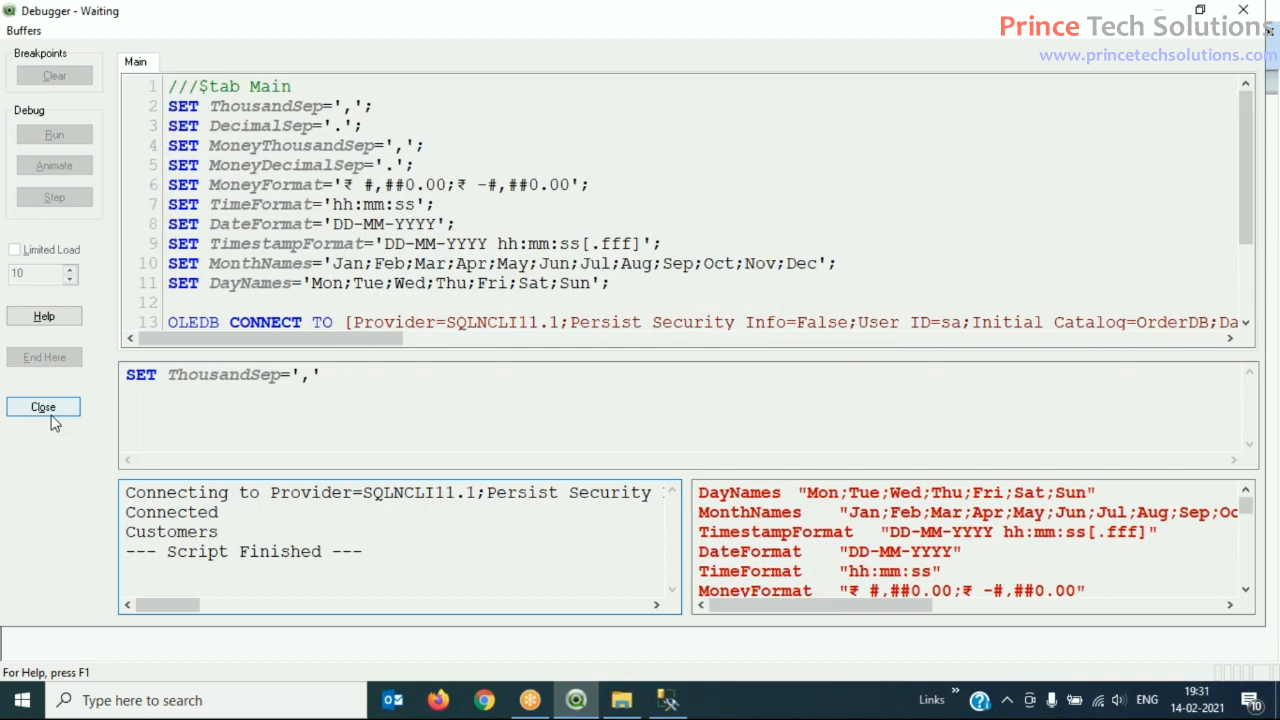 Debugger - Waiting
Prince Tech Solutions
www.princetechsolutions.com
Buffers
Breakpoints
Clear
Debug
Run
Animate
Step
Limited Load
10
Help
End Here
Close
Main
1 ///$tab Main
2 SET ThousandSep=',';
3 SET DecimalSep='.';
4 SET MoneyThousandSep=',';
5 SET MoneyDecimalSep='.';
6 SET MoneyFormat='₹ #,##0.00;₹ -#,##0.00';
7 SET TimeFormat='hh:mm:ss';
8 SET DateFormat='DD-MM-YYYY';
9 SET TimestampFormat='DD-MM-YYYY hh:mm:ss[.fff]';
10 SET MonthNames='Jan;Feb;Mar;Apr;May;Jun;Jul;Aug;Sep;Oct;Nov;Dec';
11 SET DayNames='Mon;Tue;Wed;Thu;Fri;Sat;Sun';
12
13 OLEDB CONNECT TO [Provider=SQLNCLI11.1;Persist Security Info=False;User ID=sa;Initial Catalog=OrderDB;Da
SET ThousandSep=','
Connecting to Provider=SQLNCLI11.1;Persist Security
Connected
Customers
--- Script Finished ---
DayNames "Mon;Tue;Wed;Thu;Fri;Sat;Sun"
MonthNames "Jan;Feb;Mar;Apr;May;Jun;Jul;Aug;Sep;Oc
TimestampFormat "DD-MM-YYYY hh:mm:ss[.fff]"
DateFormat "DD-MM-YYYY"
TimeFormat "hh:mm:ss"
MoneyFormat "₹ #,##0.00;₹ -#,##0.00"
For Help, press F1
Type here to search
Links
ENG
19:31
14-02-2021
10